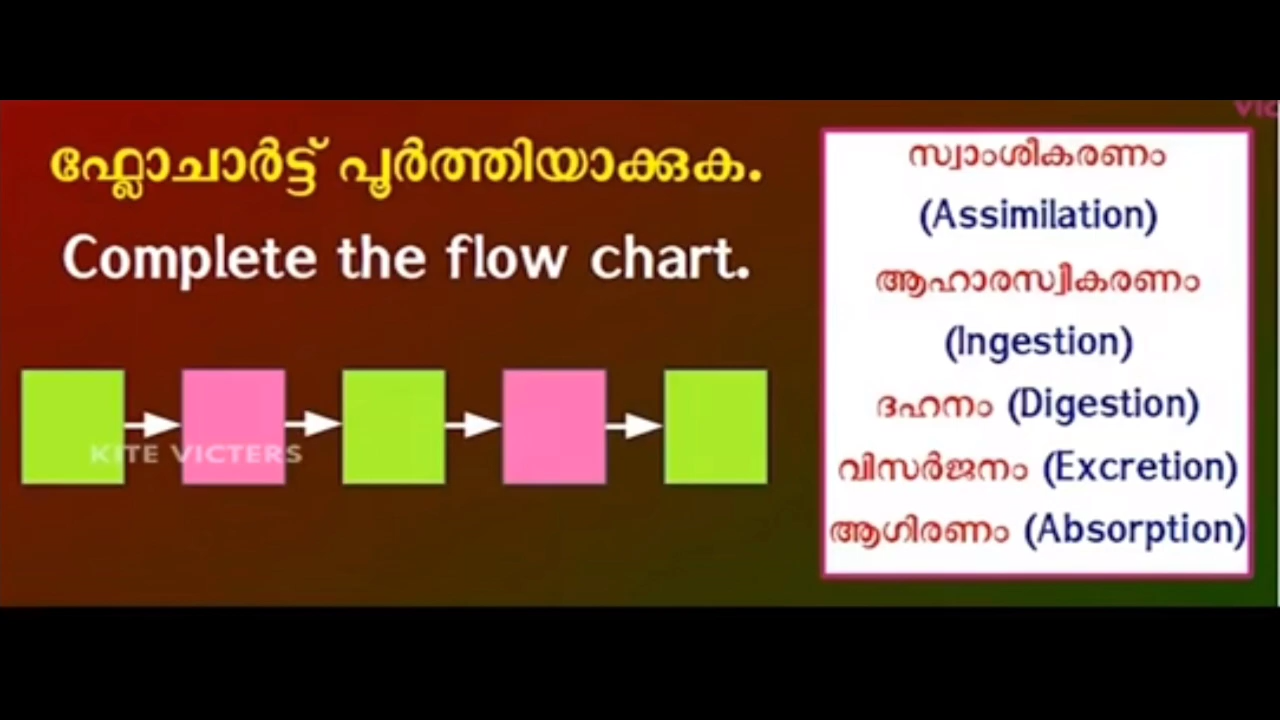 ഫ്ലോചാർട്ട് പൂർത്തിയാക്കുക.
Complete the flow chart.
KITE VICTERS
സ്വാംശീകരണം
(Assimilation)
ആഹാരസ്വീകരണം
(Ingestion)
ദഹനം (Digestion)
വിസർജനം (Excretion)
ആഗിരണം (Absorption)